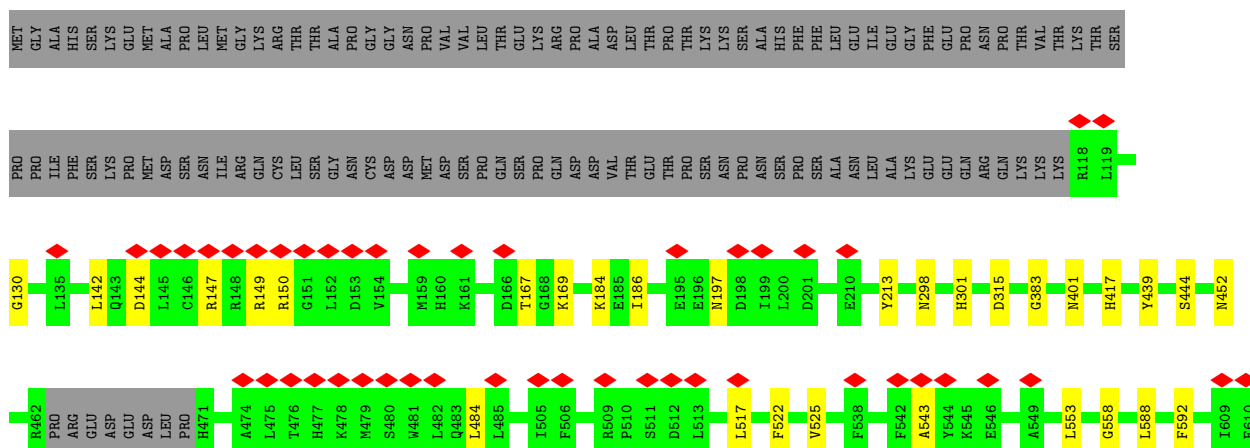 MET GLY ALA HIS SER LYS GLU MET ALA PRO LEU MET GLY LYS ARG THR THR ALA PRO GLY GLY ASN PRO VAL VAL LEU THR GLU LYS ARG PRO ALA ASP LEU THR PRO THR LYS LYS SER ALA HIS PHE PHE LEU GLU ILE GLU GLY PHE GLU PRO ASN PRO THR VAL THR LYS THR SER
PRO PRO ILE PHE SER LYS PRO MET ASP SER ASN ILE ARG GLN CYS LEU SER GLY ASN CYS ASP ASP MET ASP SER PRO GLN SER PRO GLN ASP ASP VAL THR GLU THR PRO SER ASN PRO ASN SER PRO SER ALA ASN LEU ALA LYS GLU GLU GLN ARG GLN LYS LYS LYS R118 L119
G130 L135 L142 Q143 D144 L145 C146 R147 R148 R149 R150 G151 L152 D153 V154 M159 H160 K161 D166 T167 G168 K169 K184 E185 I186 E195 E196 N197 D198 I199 L200 D201 E210 Y213 N298 H301 D315 G383 N401 H417 Y439 S444 N452
R462 PRO ARG GLU ASP GLU ASP LEU PRO H471 A474 L475 T476 H477 K478 M479 S480 W481 L482 Q483 L484 L485 I505 F506 R509 P510 S511 D512 L513 L517 F522 V525 F538 F542 A543 Y544 K545 E546 A549 L553 G558 L588 F592 I609